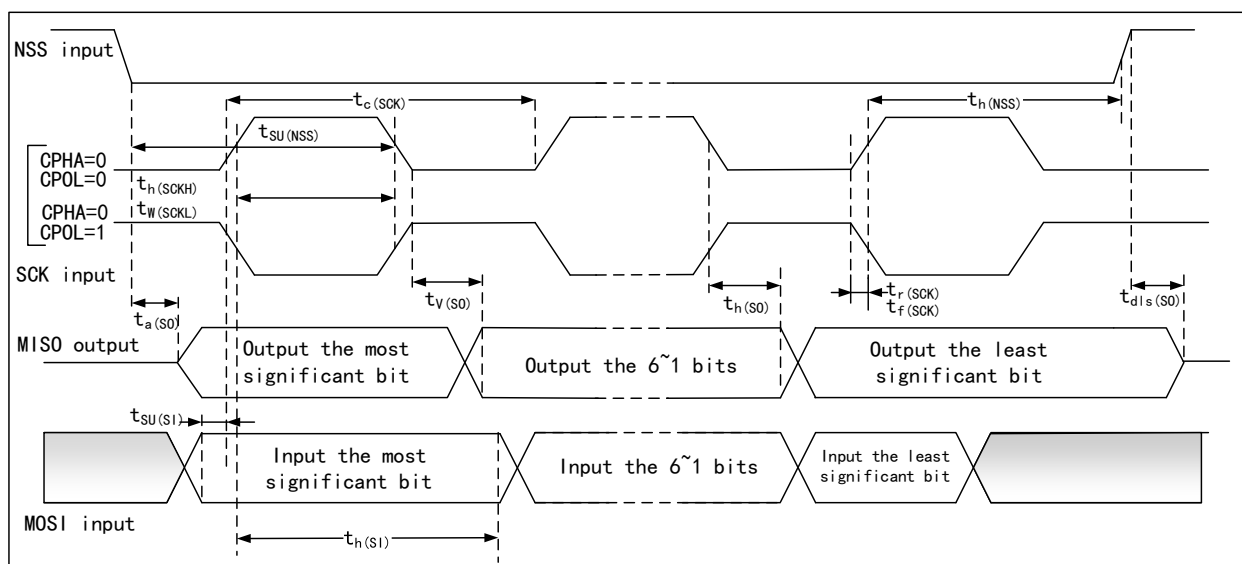 NSS input
tc(SCK)
th(NSS)
tSU(NSS)
CPHA=0
CPOL=0
th(SCKH)
tW(SCKL)
CPHA=0
CPOL=1
SCK input
ta(SO)
tV(SO)
th(SO)
tr(SCK)
tf(SCK)
tdls(SO)
MISO output
Output the most
significant bit
Output the 6~1 bits
Output the least
significant bit
tSU(SI)
Input the most
significant bit
Input the 6~1 bits
Input the least
significant bit
MOSI input
th(SI)